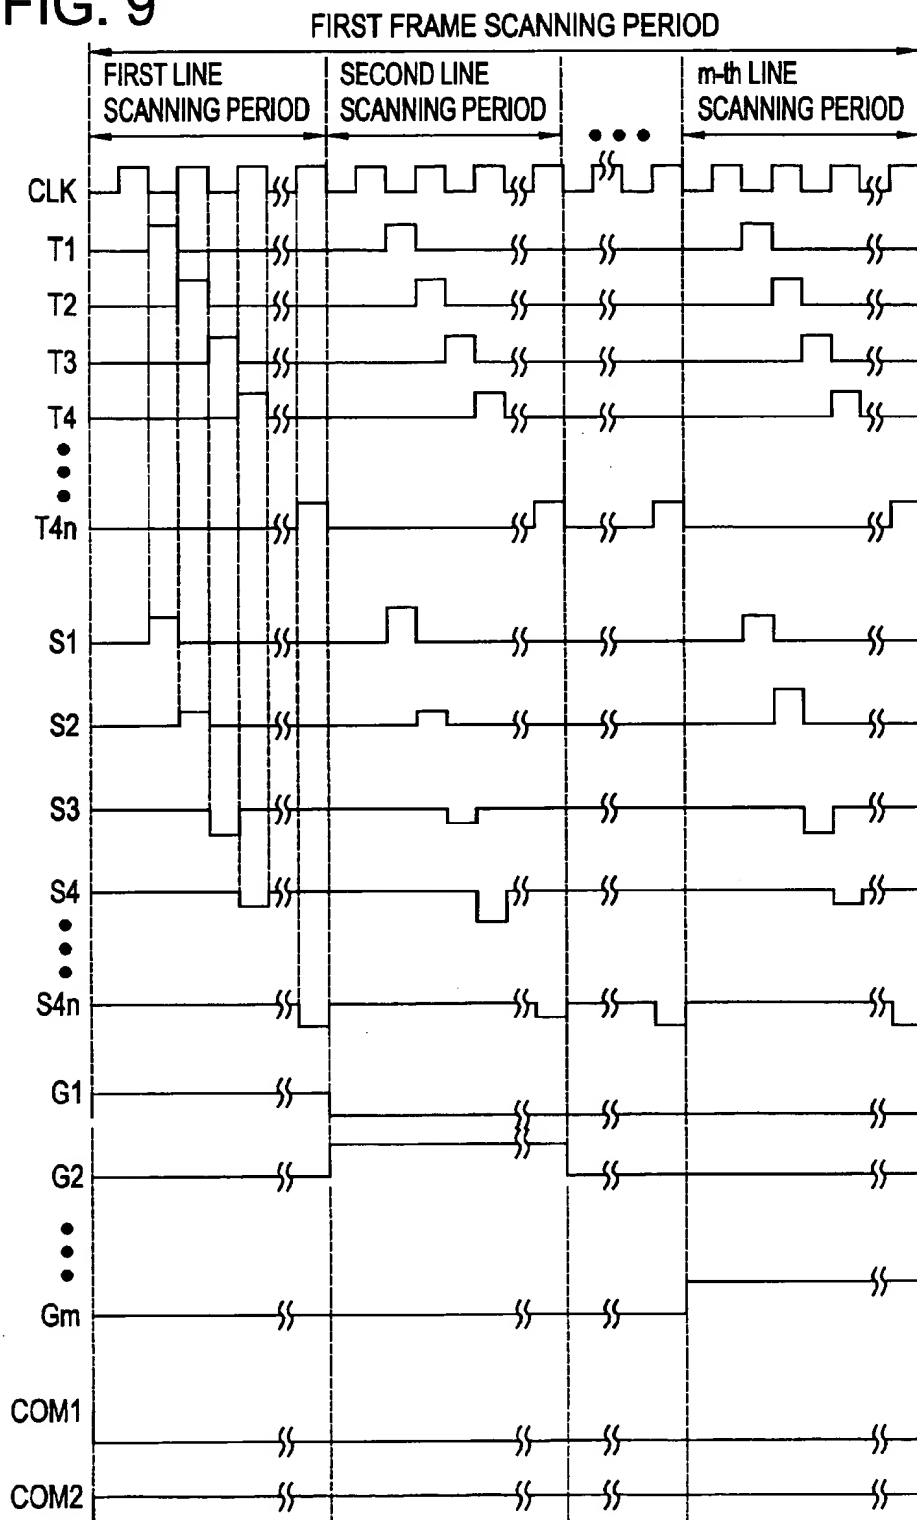 FIG. 9
FIRST FRAME SCANNING PERIOD
FIRST LINE
SCANNING PERIOD
SECOND LINE
SCANNING PERIOD
m-th LINE
SCANNING PERIOD
CLK
T1
T2
T3
T4
T4n
S1
S2
S3
S4
S4n
G1
G2
Gm
COM1
COM2